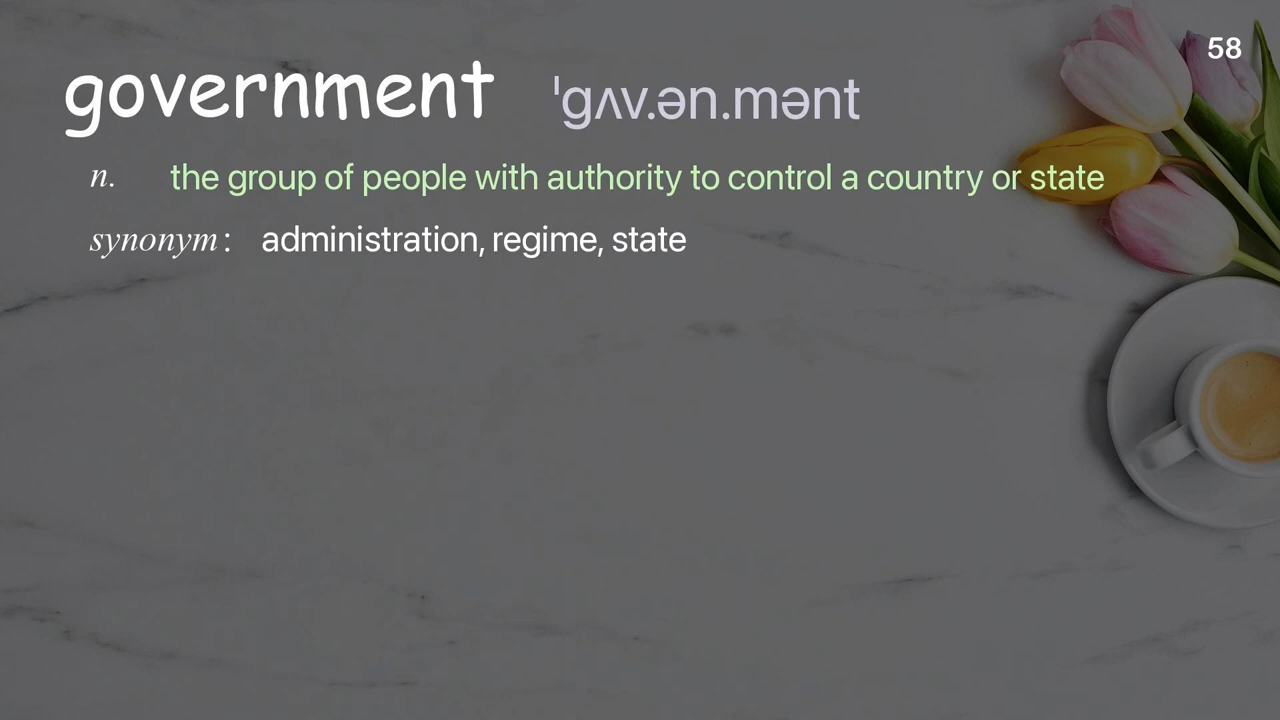 58
government ˈgʌv.ən.mənt
n. the group of people with authority to control a country or state
synonym : administration, regime, state